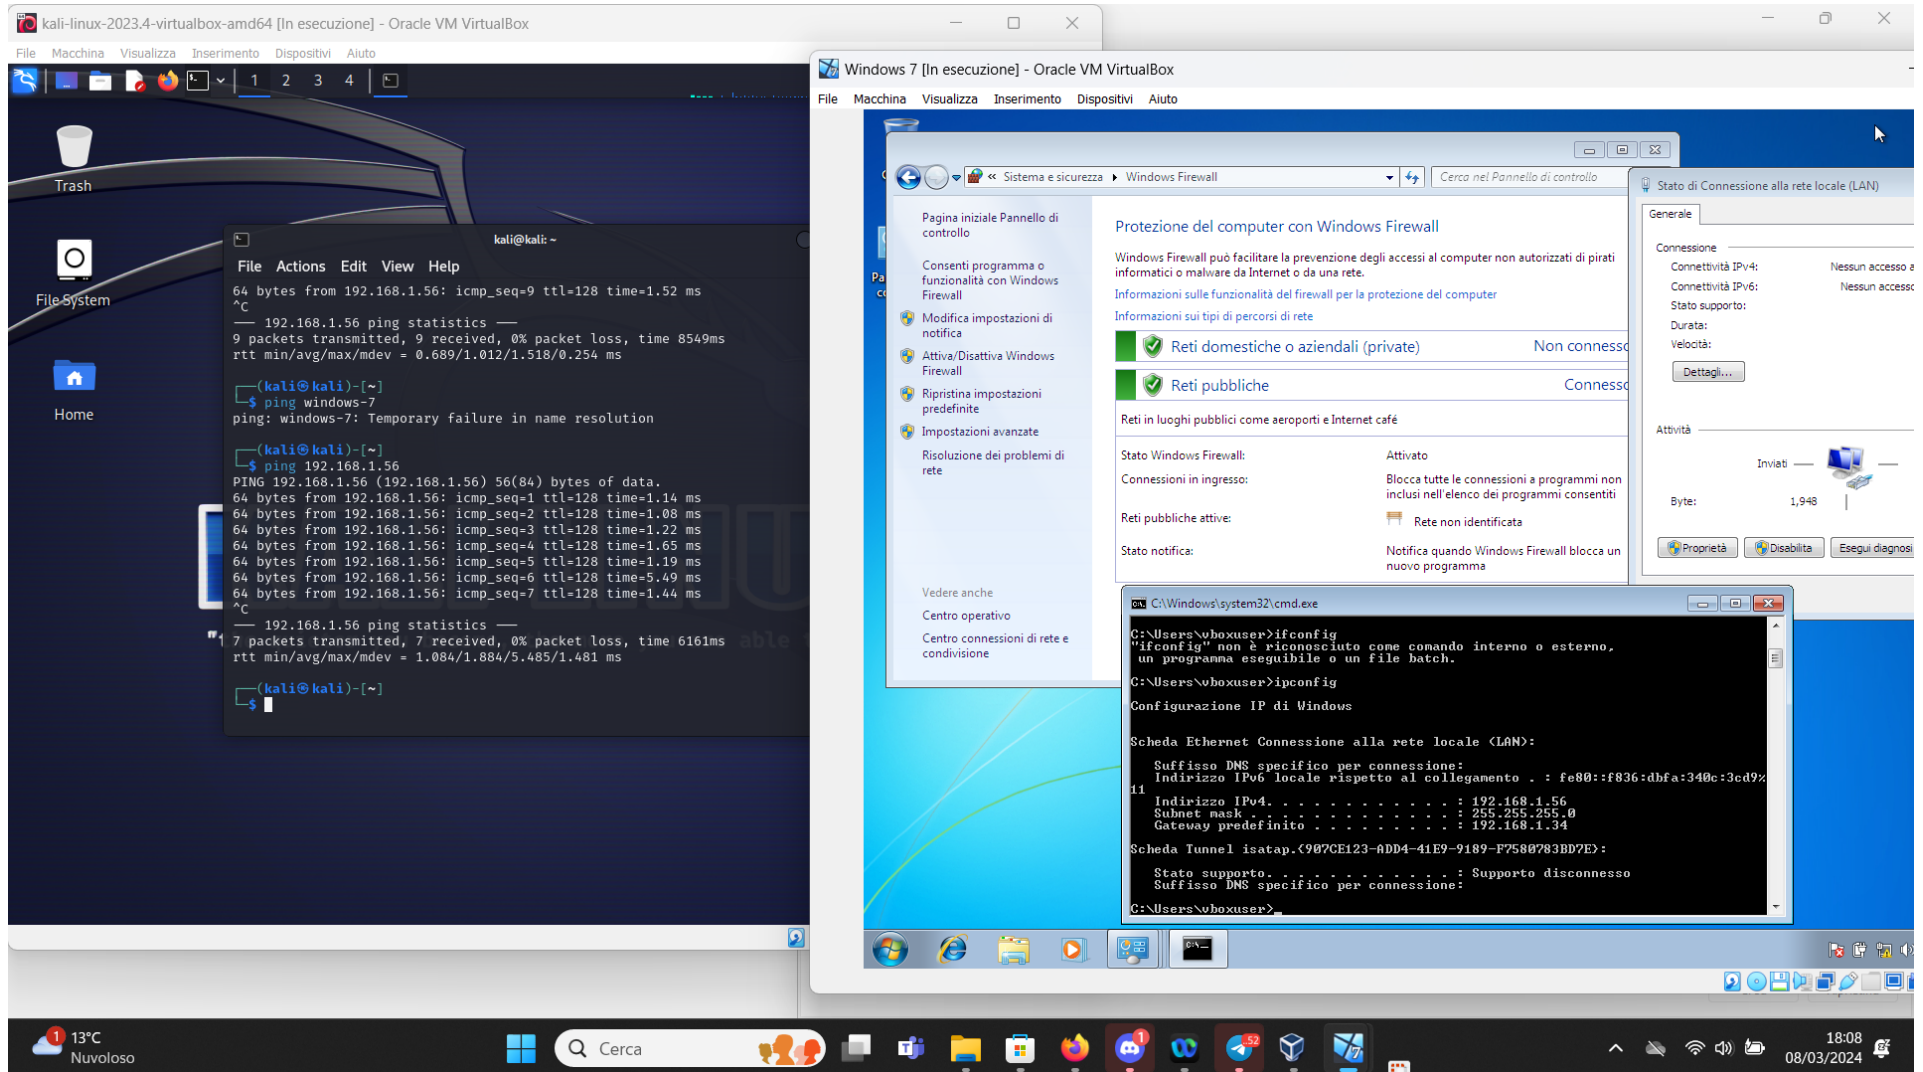 kali-linux-2023.4-virtualbox-amd64 [In esecuzione] - Oracle VM VirtualBox
File Macchina Visualizza Inserimento Dispositivi Aiuto
1 2 3 4
Trash
File System
Home
kali@kali: ~
File Actions Edit View Help
64 bytes from 192.168.1.56: icmp_seq=9 ttl=128 time=1.52 ms
^C
— 192.168.1.56 ping statistics —
9 packets transmitted, 9 received, 0% packet loss, time 8549ms
rtt min/avg/max/mdev = 0.689/1.012/1.518/0.254 ms
(kali㉿kali)-[~]
$ ping windows-7
ping: windows-7: Temporary failure in name resolution
(kali㉿kali)-[~]
$ ping 192.168.1.56
PING 192.168.1.56 (192.168.1.56) 56(84) bytes of data.
64 bytes from 192.168.1.56: icmp_seq=1 ttl=128 time=1.14 ms
64 bytes from 192.168.1.56: icmp_seq=2 ttl=128 time=1.08 ms
64 bytes from 192.168.1.56: icmp_seq=3 ttl=128 time=1.22 ms
64 bytes from 192.168.1.56: icmp_seq=4 ttl=128 time=1.65 ms
64 bytes from 192.168.1.56: icmp_seq=5 ttl=128 time=1.19 ms
64 bytes from 192.168.1.56: icmp_seq=6 ttl=128 time=5.49 ms
64 bytes from 192.168.1.56: icmp_seq=7 ttl=128 time=1.44 ms
^C
— 192.168.1.56 ping statistics —
7 packets transmitted, 7 received, 0% packet loss, time 6161ms
rtt min/avg/max/mdev = 1.084/1.884/5.485/1.481 ms
(kali㉿kali)-[~]
$
Windows 7 [In esecuzione] - Oracle VM VirtualBox
File Macchina Visualizza Inserimento Dispositivi Aiuto
« Sistema e sicurezza Windows Firewall
Cerca nel Pannello di controllo
Pagina iniziale Pannello di
controllo
Consenti programma o
funzionalità con Windows
Firewall
Modifica impostazioni di
notifica
Attiva/Disattiva Windows
Firewall
Ripristina impostazioni
predefinite
Impostazioni avanzate
Risoluzione dei problemi di
rete
Vedere anche
Centro operativo
Centro connessioni di rete e
condivisione
Protezione del computer con Windows Firewall
Windows Firewall può facilitare la prevenzione degli accessi al computer non autorizzati di pirati
informatici o malware da Internet o da una rete.
Informazioni sulle funzionalità del firewall per la protezione del computer
Informazioni sui tipi di percorsi di rete
Reti domestiche o aziendali (private) Non connesso
Reti pubbliche Connesso
Reti in luoghi pubblici come aeroporti e Internet café
Stato Windows Firewall: Attivato
Connessioni in ingresso: Blocca tutte le connessioni a programmi non
inclusi nell'elenco dei programmi consentiti
Reti pubbliche attive: Rete non identificata
Stato notifica: Notifica quando Windows Firewall blocca un
nuovo programma
Stato di Connessione alla rete locale (LAN)
Generale
Connessione
Connettività IPv4: Nessun accesso a
Connettività IPv6: Nessun accesso
Stato supporto:
Durata:
Velocità:
Dettagli...
Attività
Inviati
Byte: 1,948
Proprietà Disabilita Esegui diagnosi
C:\Windows\system32\cmd.exe
C:\Users\vboxuser>ifconfig
"ifconfig" non è riconosciuto come comando interno o esterno,
un programma eseguibile o un file batch.
C:\Users\vboxuser>ipconfig
Configurazione IP di Windows
Scheda Ethernet Connessione alla rete locale (LAN):
Suffisso DNS specifico per connessione:
Indirizzo IPv6 locale rispetto al collegamento . : fe80::f836:dbfa:340c:3cd9%
11
Indirizzo IPv4. . . . . . . . . . . . : 192.168.1.56
Subnet mask . . . . . . . . . . . . . : 255.255.255.0
Gateway predefinito . . . . . . . . . : 192.168.1.34
Scheda Tunnel isatap.{907CE123-ADD4-41E9-9189-F7580783BD7E}:
Stato supporto. . . . . . . . . . . . : Supporto disconnesso
Suffisso DNS specifico per connessione:
C:\Users\vboxuser>_
1
13°C
Nuvoloso
Cerca
1
52
18:08
08/03/2024